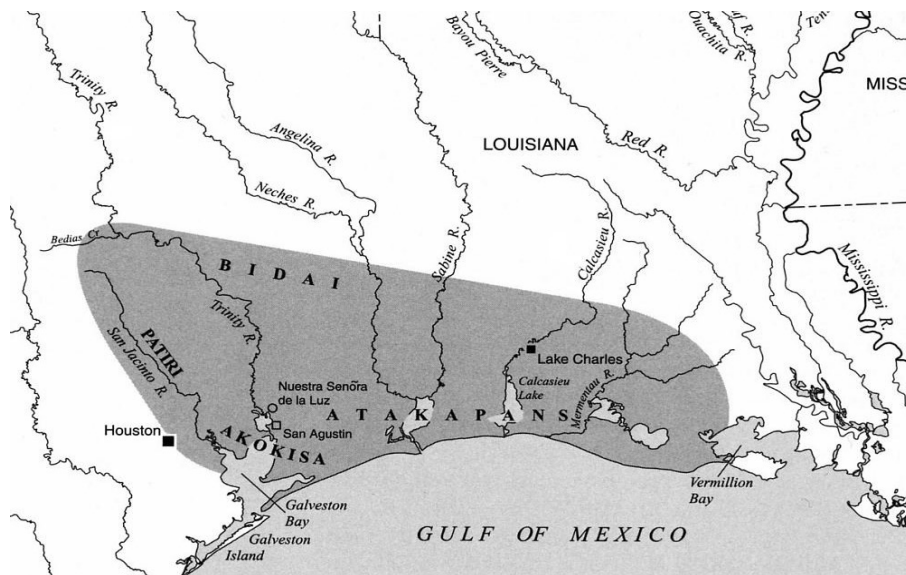 Trinity R.
Bayou Pierre
Ouachita R.
MISS
Angelina R.
LOUISIANA
Red R.
Neches R.
Calcasieu R.
Sabine R.
Bedias Cr.
BIDAI
Mississippi R.
Trinity R.
PATIRI
San Jacinto R.
Lake Charles
Nuestra Senora
de la Luz
Calcasieu
Lake
Mermentau R.
ATAKAPANS
San Agustin
Houston
AKOKISA
Vermillion
Bay
Galveston
Bay
Galveston
Island
GULF OF MEXICO